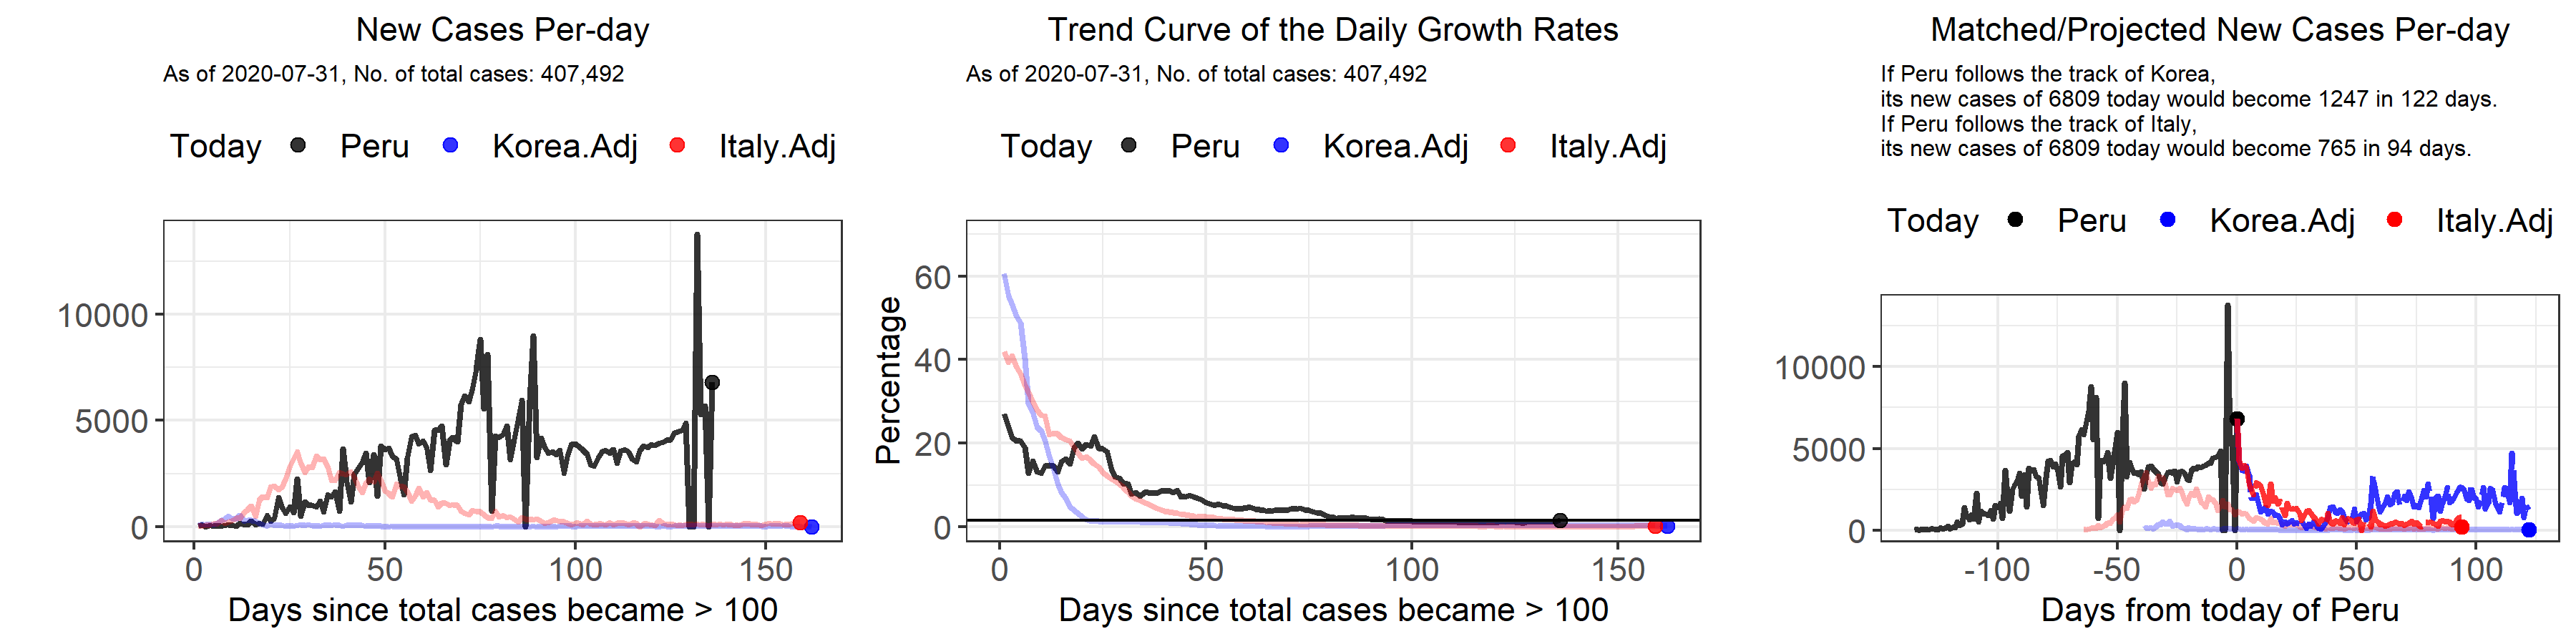 New Cases Per-day
As of 2020-07-31, No. of total cases: 407,492
Today Peru Korea.Adj Italy.Adj
10000
5000
0
0 50 100 150
Days since total cases became > 100
Trend Curve of the Daily Growth Rates
As of 2020-07-31, No. of total cases: 407,492
Today Peru Korea.Adj Italy.Adj
Percentage
60
40
20
0
0 50 100 150
Days since total cases became > 100
Matched/Projected New Cases Per-day
If Peru follows the track of Korea,
its new cases of 6809 today would become 1247 in 122 days.
If Peru follows the track of Italy,
its new cases of 6809 today would become 765 in 94 days.
Today Peru Korea.Adj Italy.Adj
10000
5000
0
-100 -50 0 50 100
Days from today of Peru